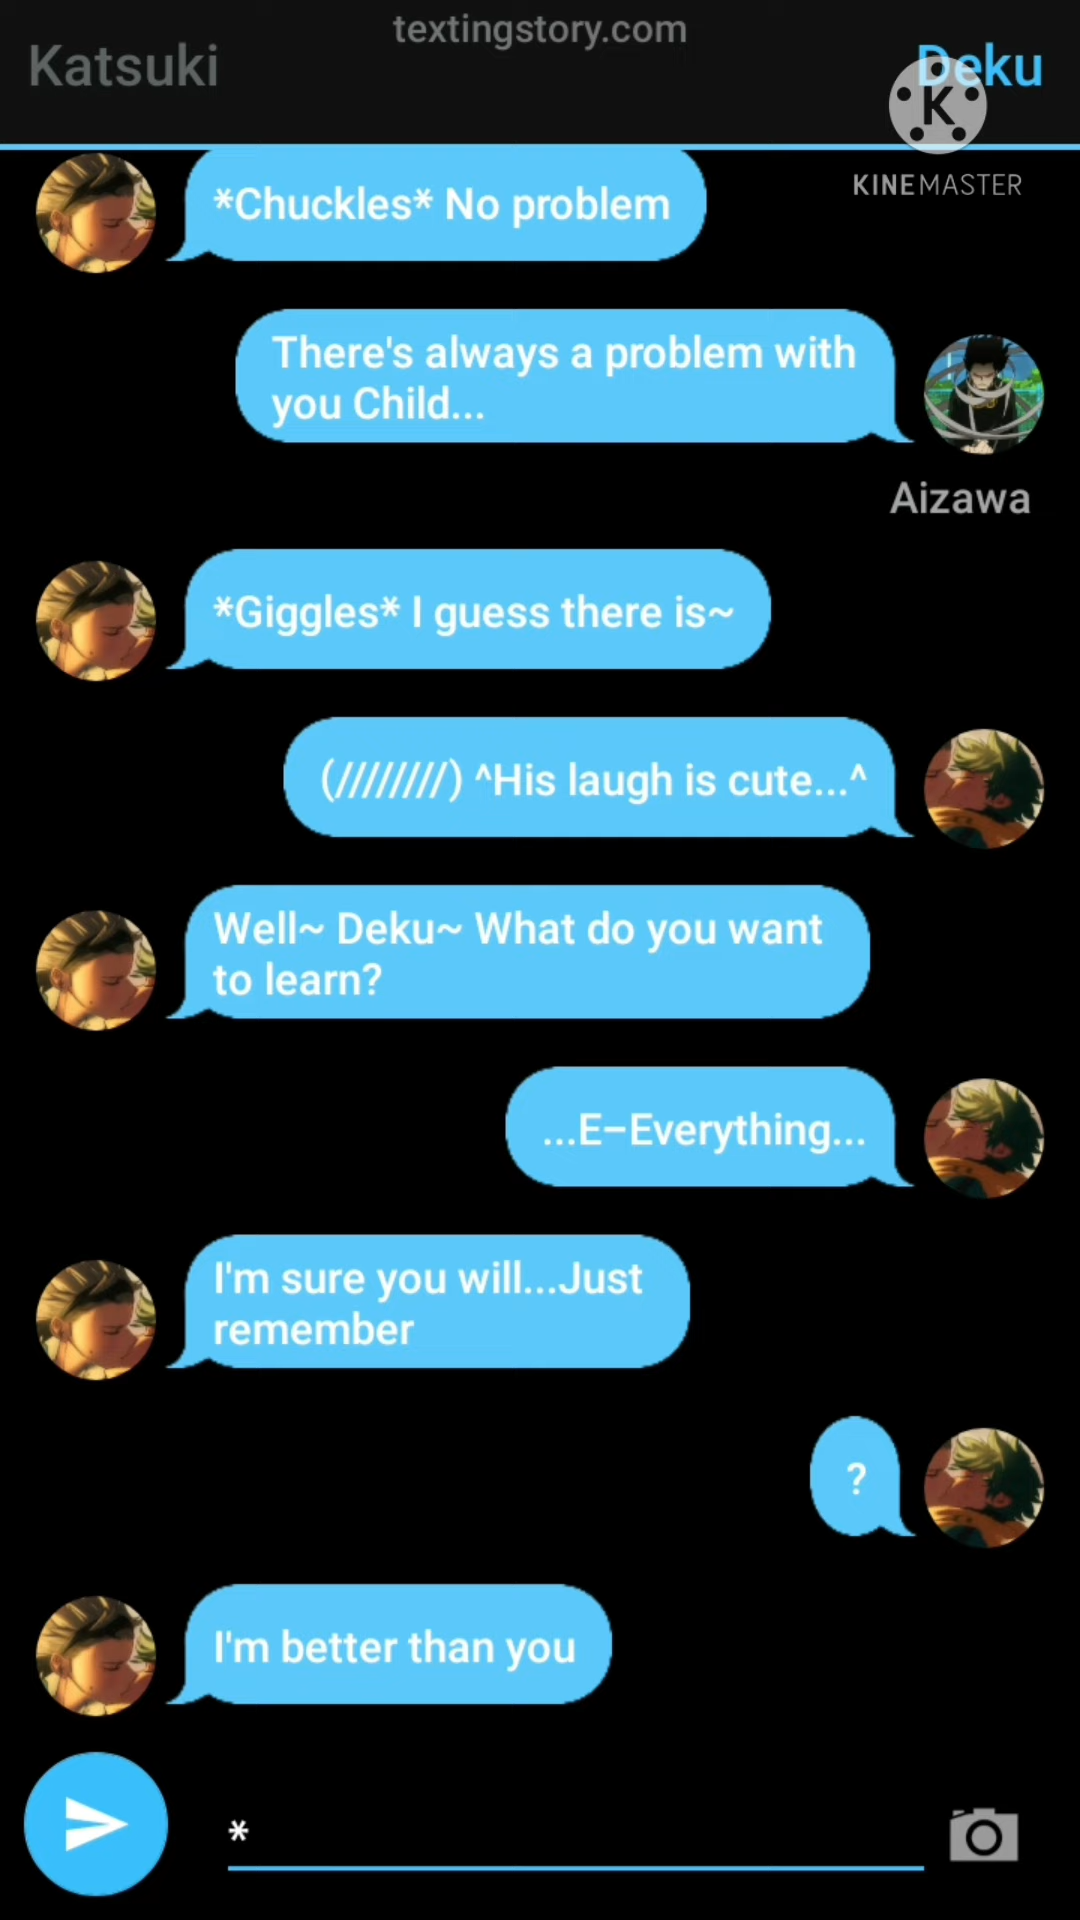 textingstory.com
Katsuki
Deku
K
KINEMASTER
*Chuckles* No problem
There's always a problem with
you Child...
Aizawa
*Giggles* I guess there is~
(////////) ^His laugh is cute...^
Well~ Deku~ What do you want
to learn?
...E–Everything...
I'm sure you will...Just
remember
?
I'm better than you
*